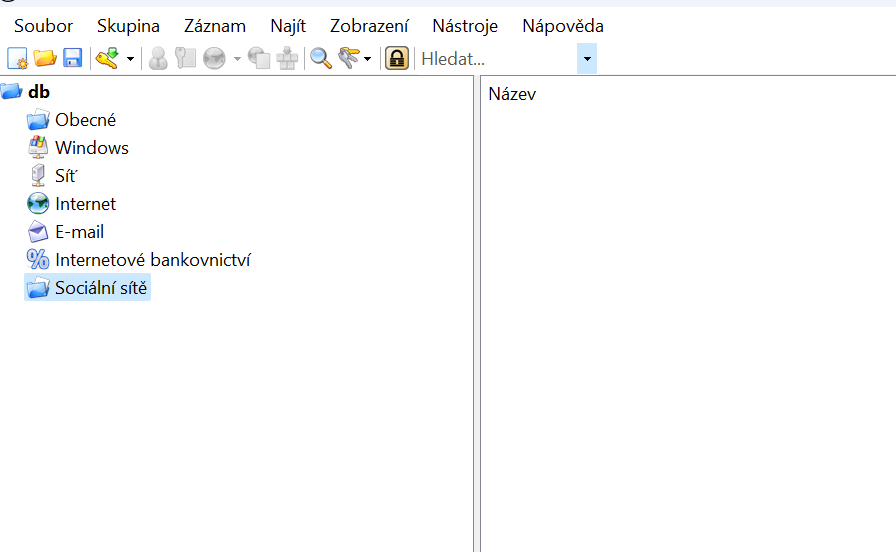 Soubor Skupina Záznam Najít Zobrazení Nástroje Nápověda
Hledat...
db
Obecné
Windows
Síť
Internet
E-mail
Internetové bankovnictví
Sociální sítě
Název